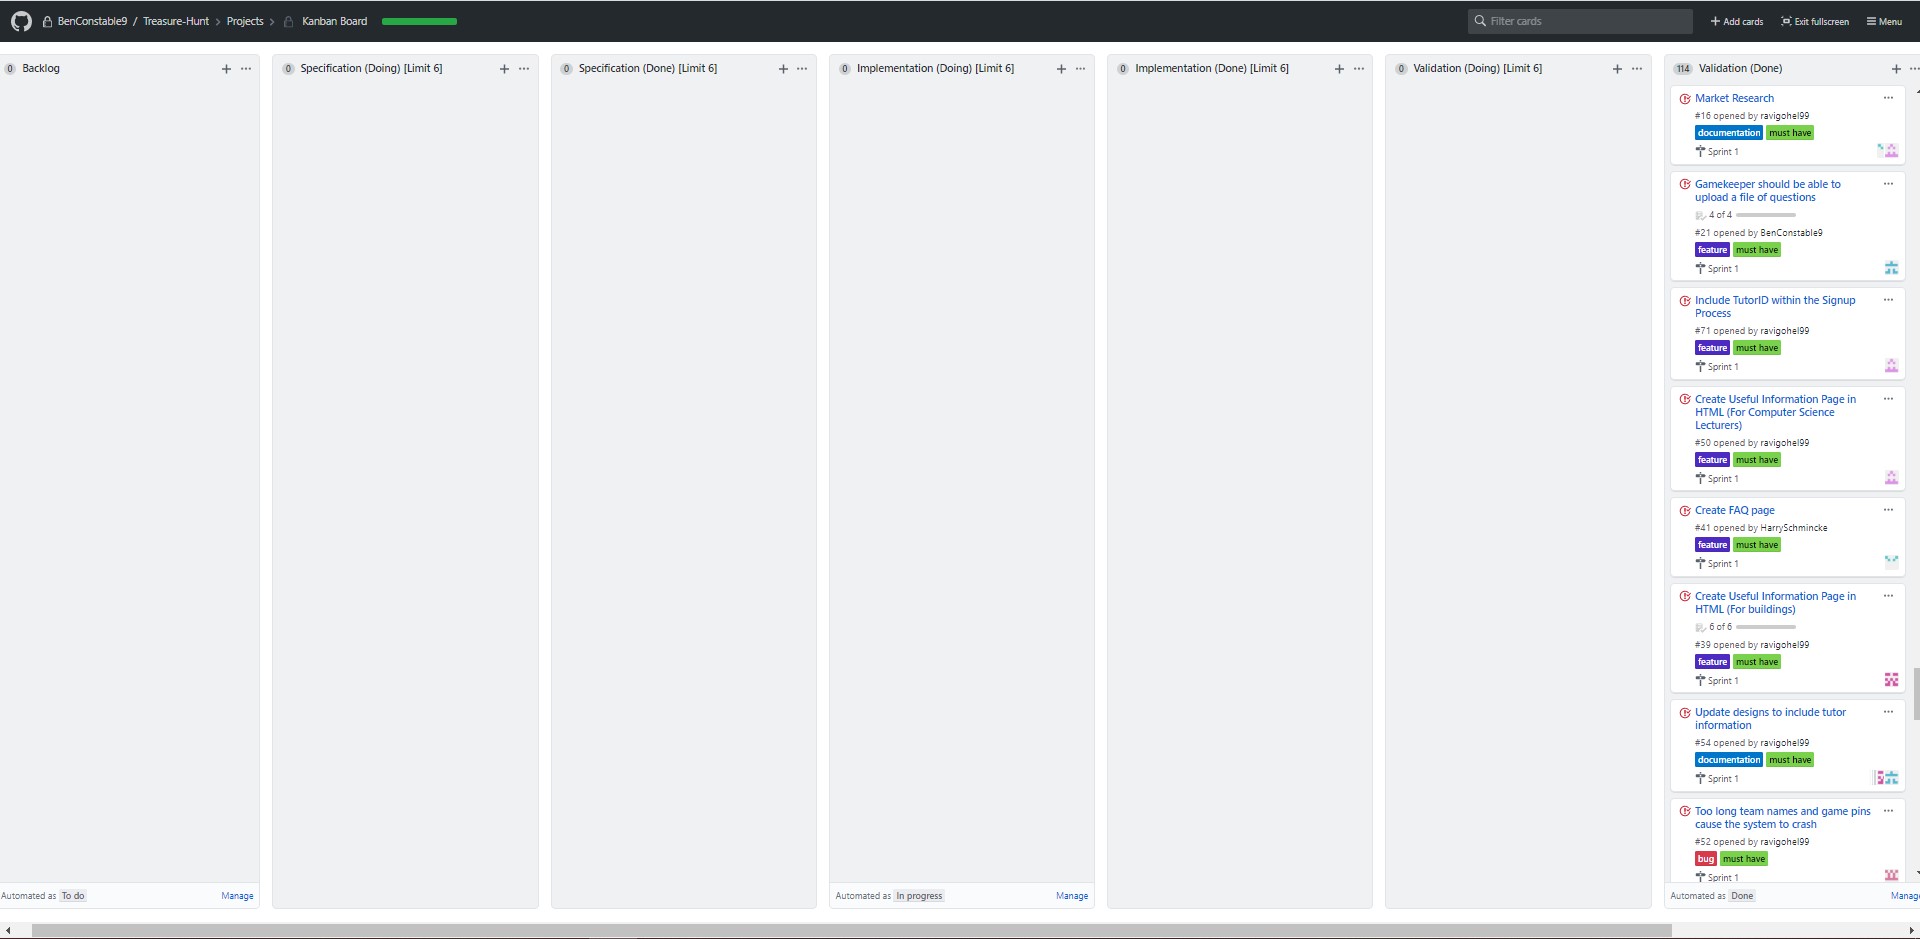 BenConstable9 / Treasure-Hunt > Projects > Kanban Board
Filter cards
Add cards
Exit fullscreen
Menu
0 Backlog
Automated as To do
Manage
0 Specification (Doing) [Limit 6]
0 Specification (Done) [Limit 6]
0 Implementation (Doing) [Limit 6]
Automated as In progress
Manage
0 Implementation (Done) [Limit 6]
0 Validation (Doing) [Limit 6]
114 Validation (Done)
Market Research
#16 opened by ravigohel99
documentation must have
Sprint 1
Gamekeeper should be able to
upload a file of questions
4 of 4
#21 opened by BenConstable9
feature must have
Sprint 1
Include TutorID within the Signup
Process
#71 opened by ravigohel99
feature must have
Sprint 1
Create Useful Information Page in
HTML (For Computer Science
Lecturers)
#50 opened by ravigohel99
feature must have
Sprint 1
Create FAQ page
#41 opened by HarrySchmincke
feature must have
Sprint 1
Create Useful Information Page in
HTML (For buildings)
6 of 6
#39 opened by ravigohel99
feature must have
Sprint 1
Update designs to include tutor
information
#54 opened by ravigohel99
documentation must have
Sprint 1
Too long team names and game pins
cause the system to crash
#52 opened by ravigohel99
bug must have
Sprint 1
Automated as Done
Manage